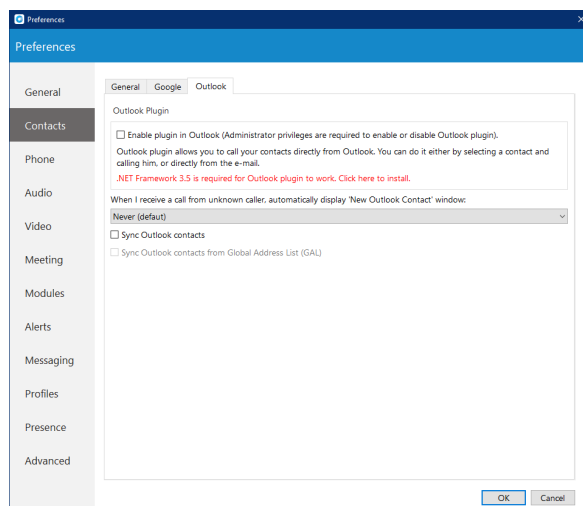 Preferences
Preferences
General
Contacts
Phone
Audio
Video
Meeting
Modules
Alerts
Messaging
Profiles
Presence
Advanced
General Google Outlook
Outlook Plugin
Enable plugin in Outlook (Administrator privileges are required to enable or disable Outlook plugin).
Outlook plugin allows you to call your contacts directly from Outlook. You can do it either by selecting a contact and
calling him, or directly from the e-mail.
.NET Framework 3.5 is required for Outlook plugin to work. Click here to install.
When I receive a call from unknown caller, automatically display 'New Outlook Contact' window:
Never (defaut)
Sync Outlook contacts
Sync Outlook contacts from Global Address List (GAL)
OK Cancel